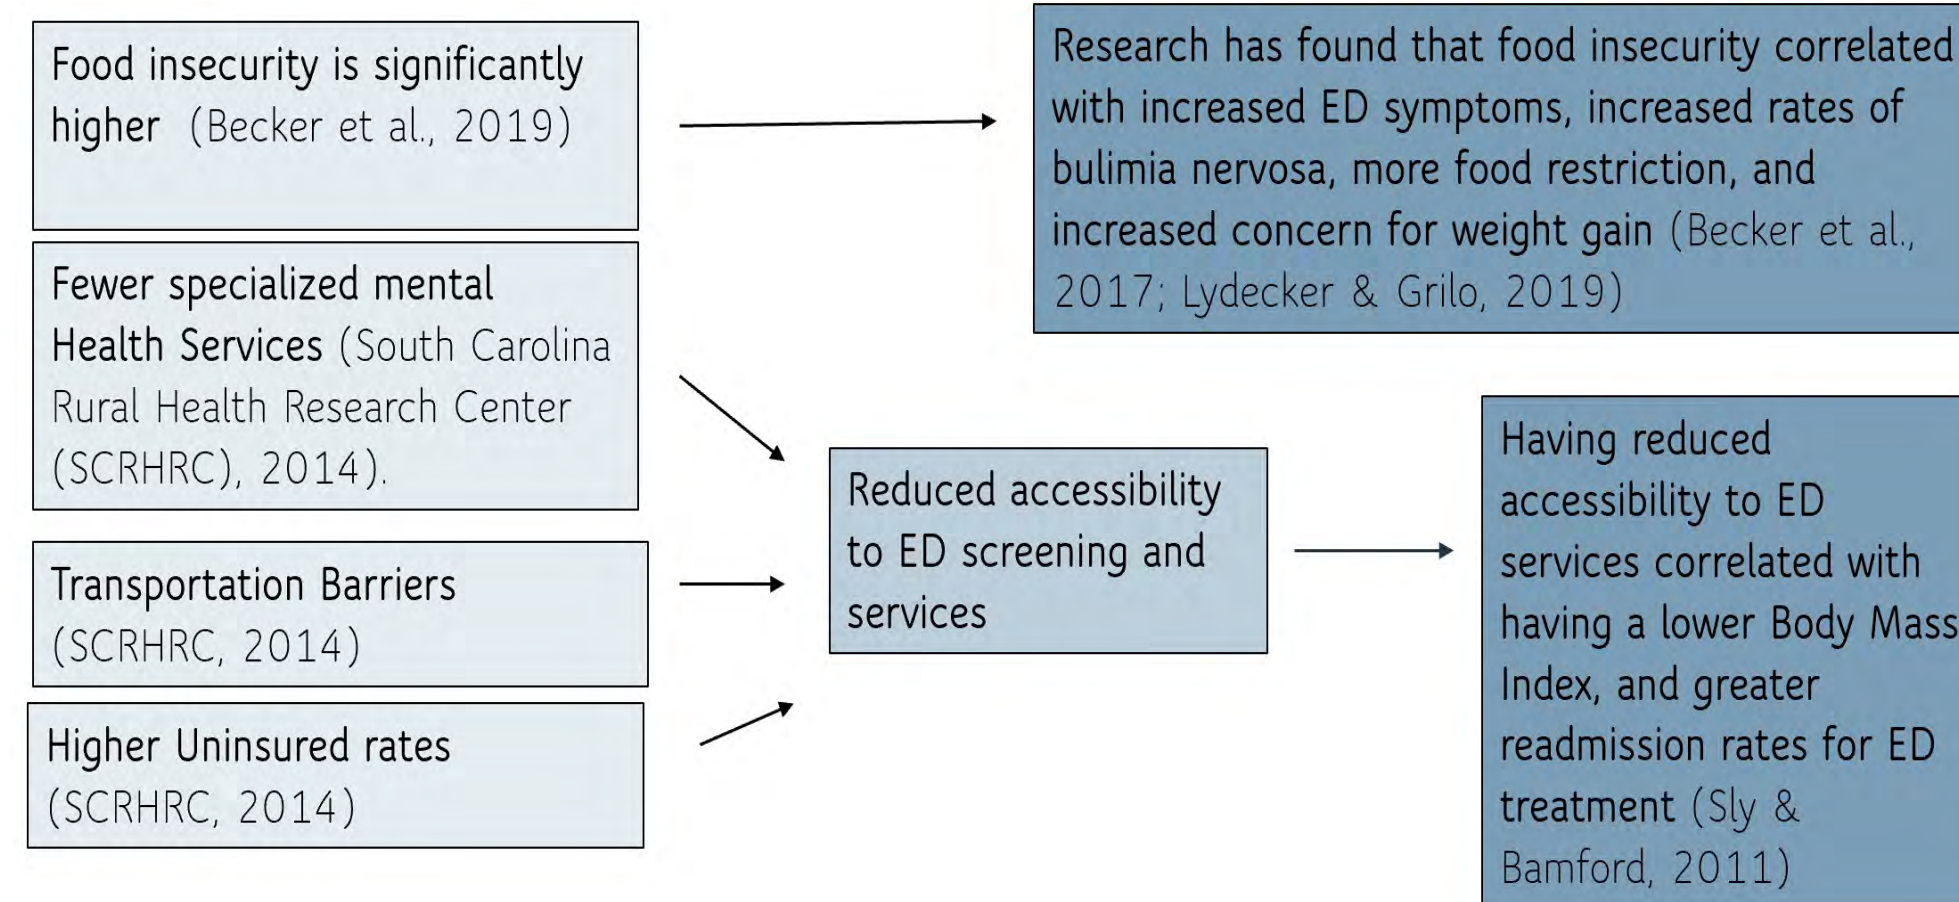 Food insecurity is significantly
higher (Becker et al., 2019)
Research has found that food insecurity correlated
with increased ED symptoms, increased rates of
bulimia nervosa, more food restriction, and
increased concern for weight gain (Becker et al.,
2017; Lydecker & Grilo, 2019)
Fewer specialized mental
Health Services (South Carolina
Rural Health Research Center
(SCRHRC), 2014).
Transportation Barriers
(SCRHRC, 2014)
Higher Uninsured rates
(SCRHRC, 2014)
Reduced accessibility
to ED screening and
services
Having reduced
accessibility to ED
services correlated with
having a lower Body Mass
Index, and greater
readmission rates for ED
treatment (Sly &
Bamford, 2011)